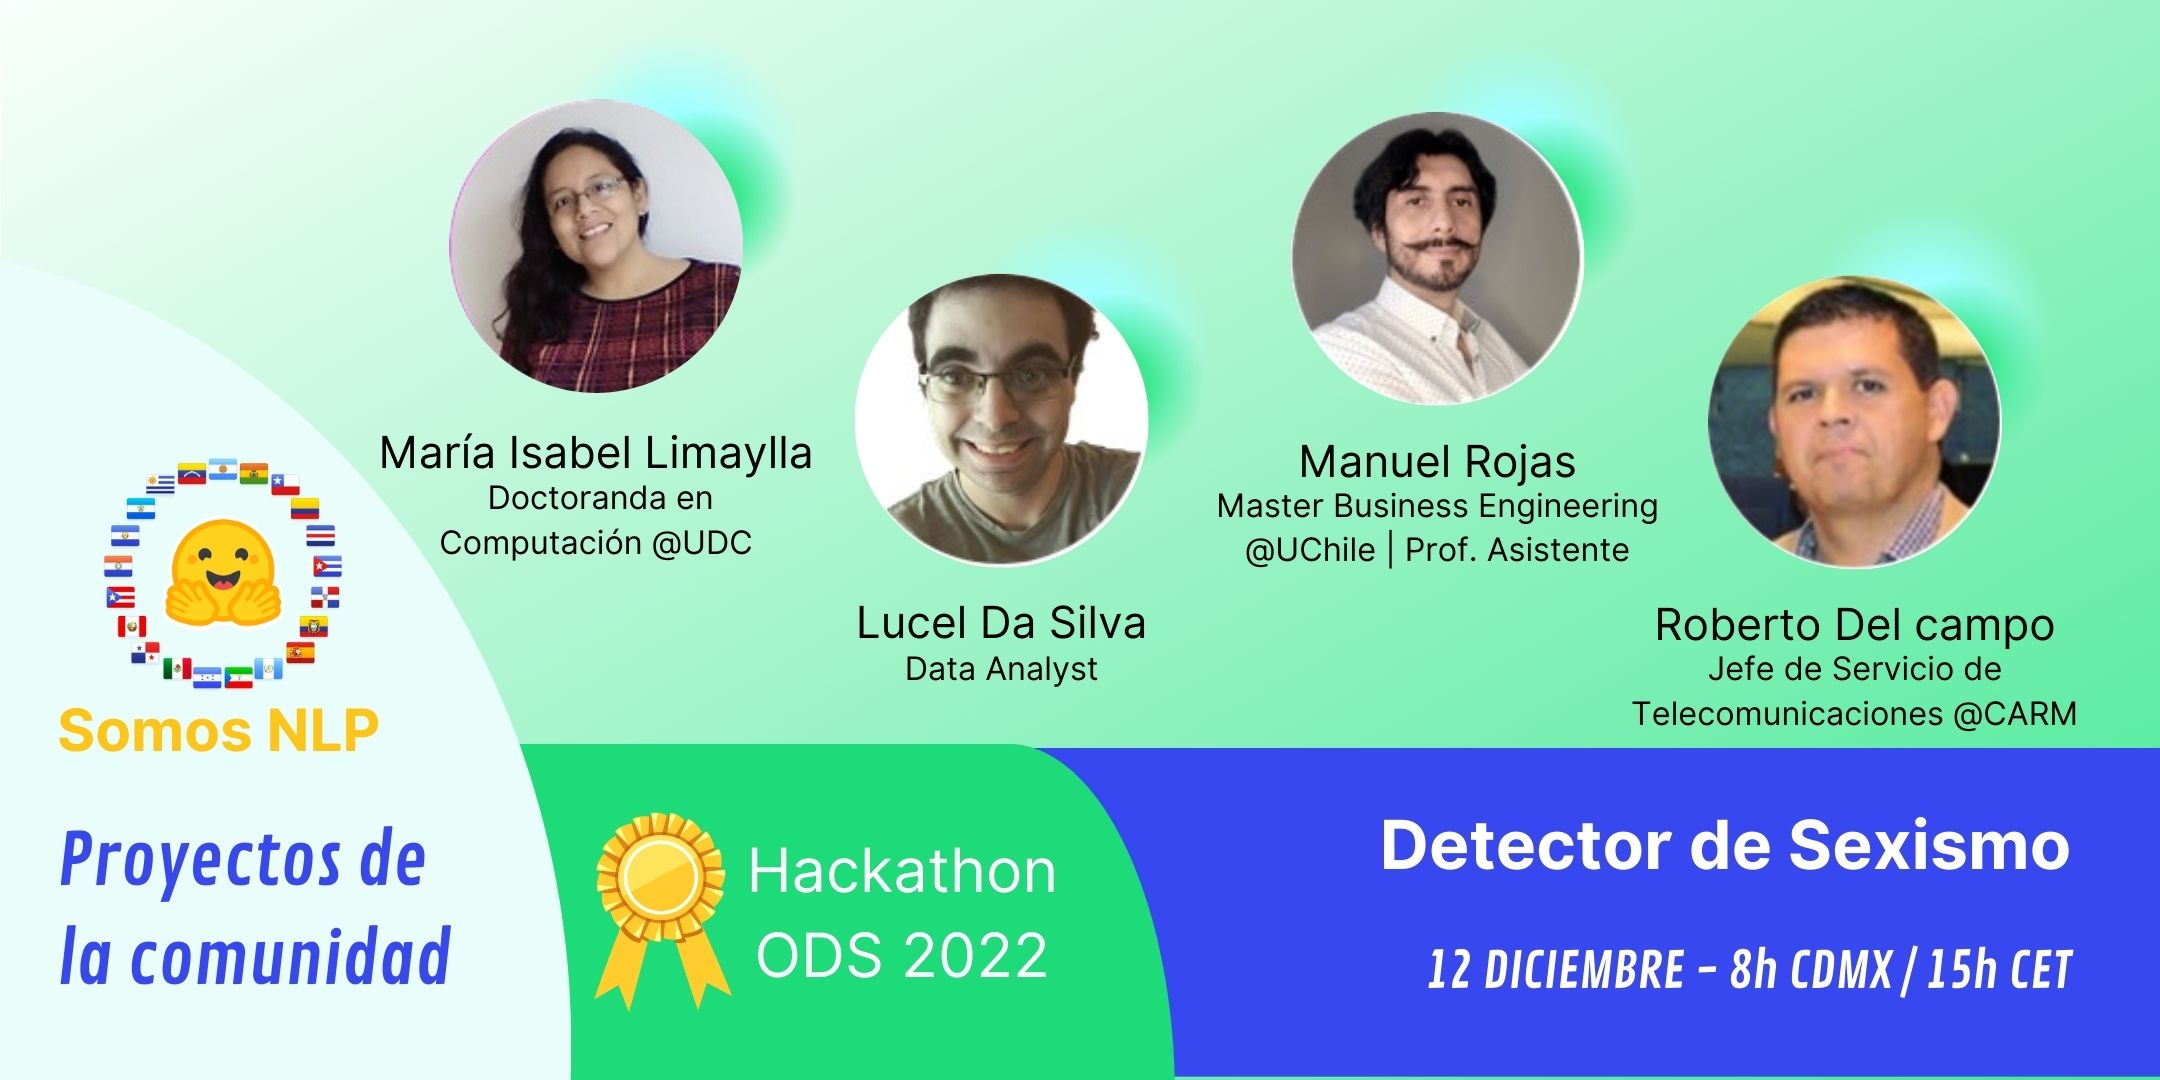 María Isabel Limaylla
Doctoranda en
Computación @UDC
Lucel Da Silva
Data Analyst
Manuel Rojas
Master Business Engineering
@UChile | Prof. Asistente
Roberto Del campo
Jefe de Servicio de
Telecomunicaciones @CARM
Somos NLP
Proyectos de
la comunidad
Hackathon
ODS 2022
Detector de Sexismo
12 DICIEMBRE - 8h CDMX / 15h CET